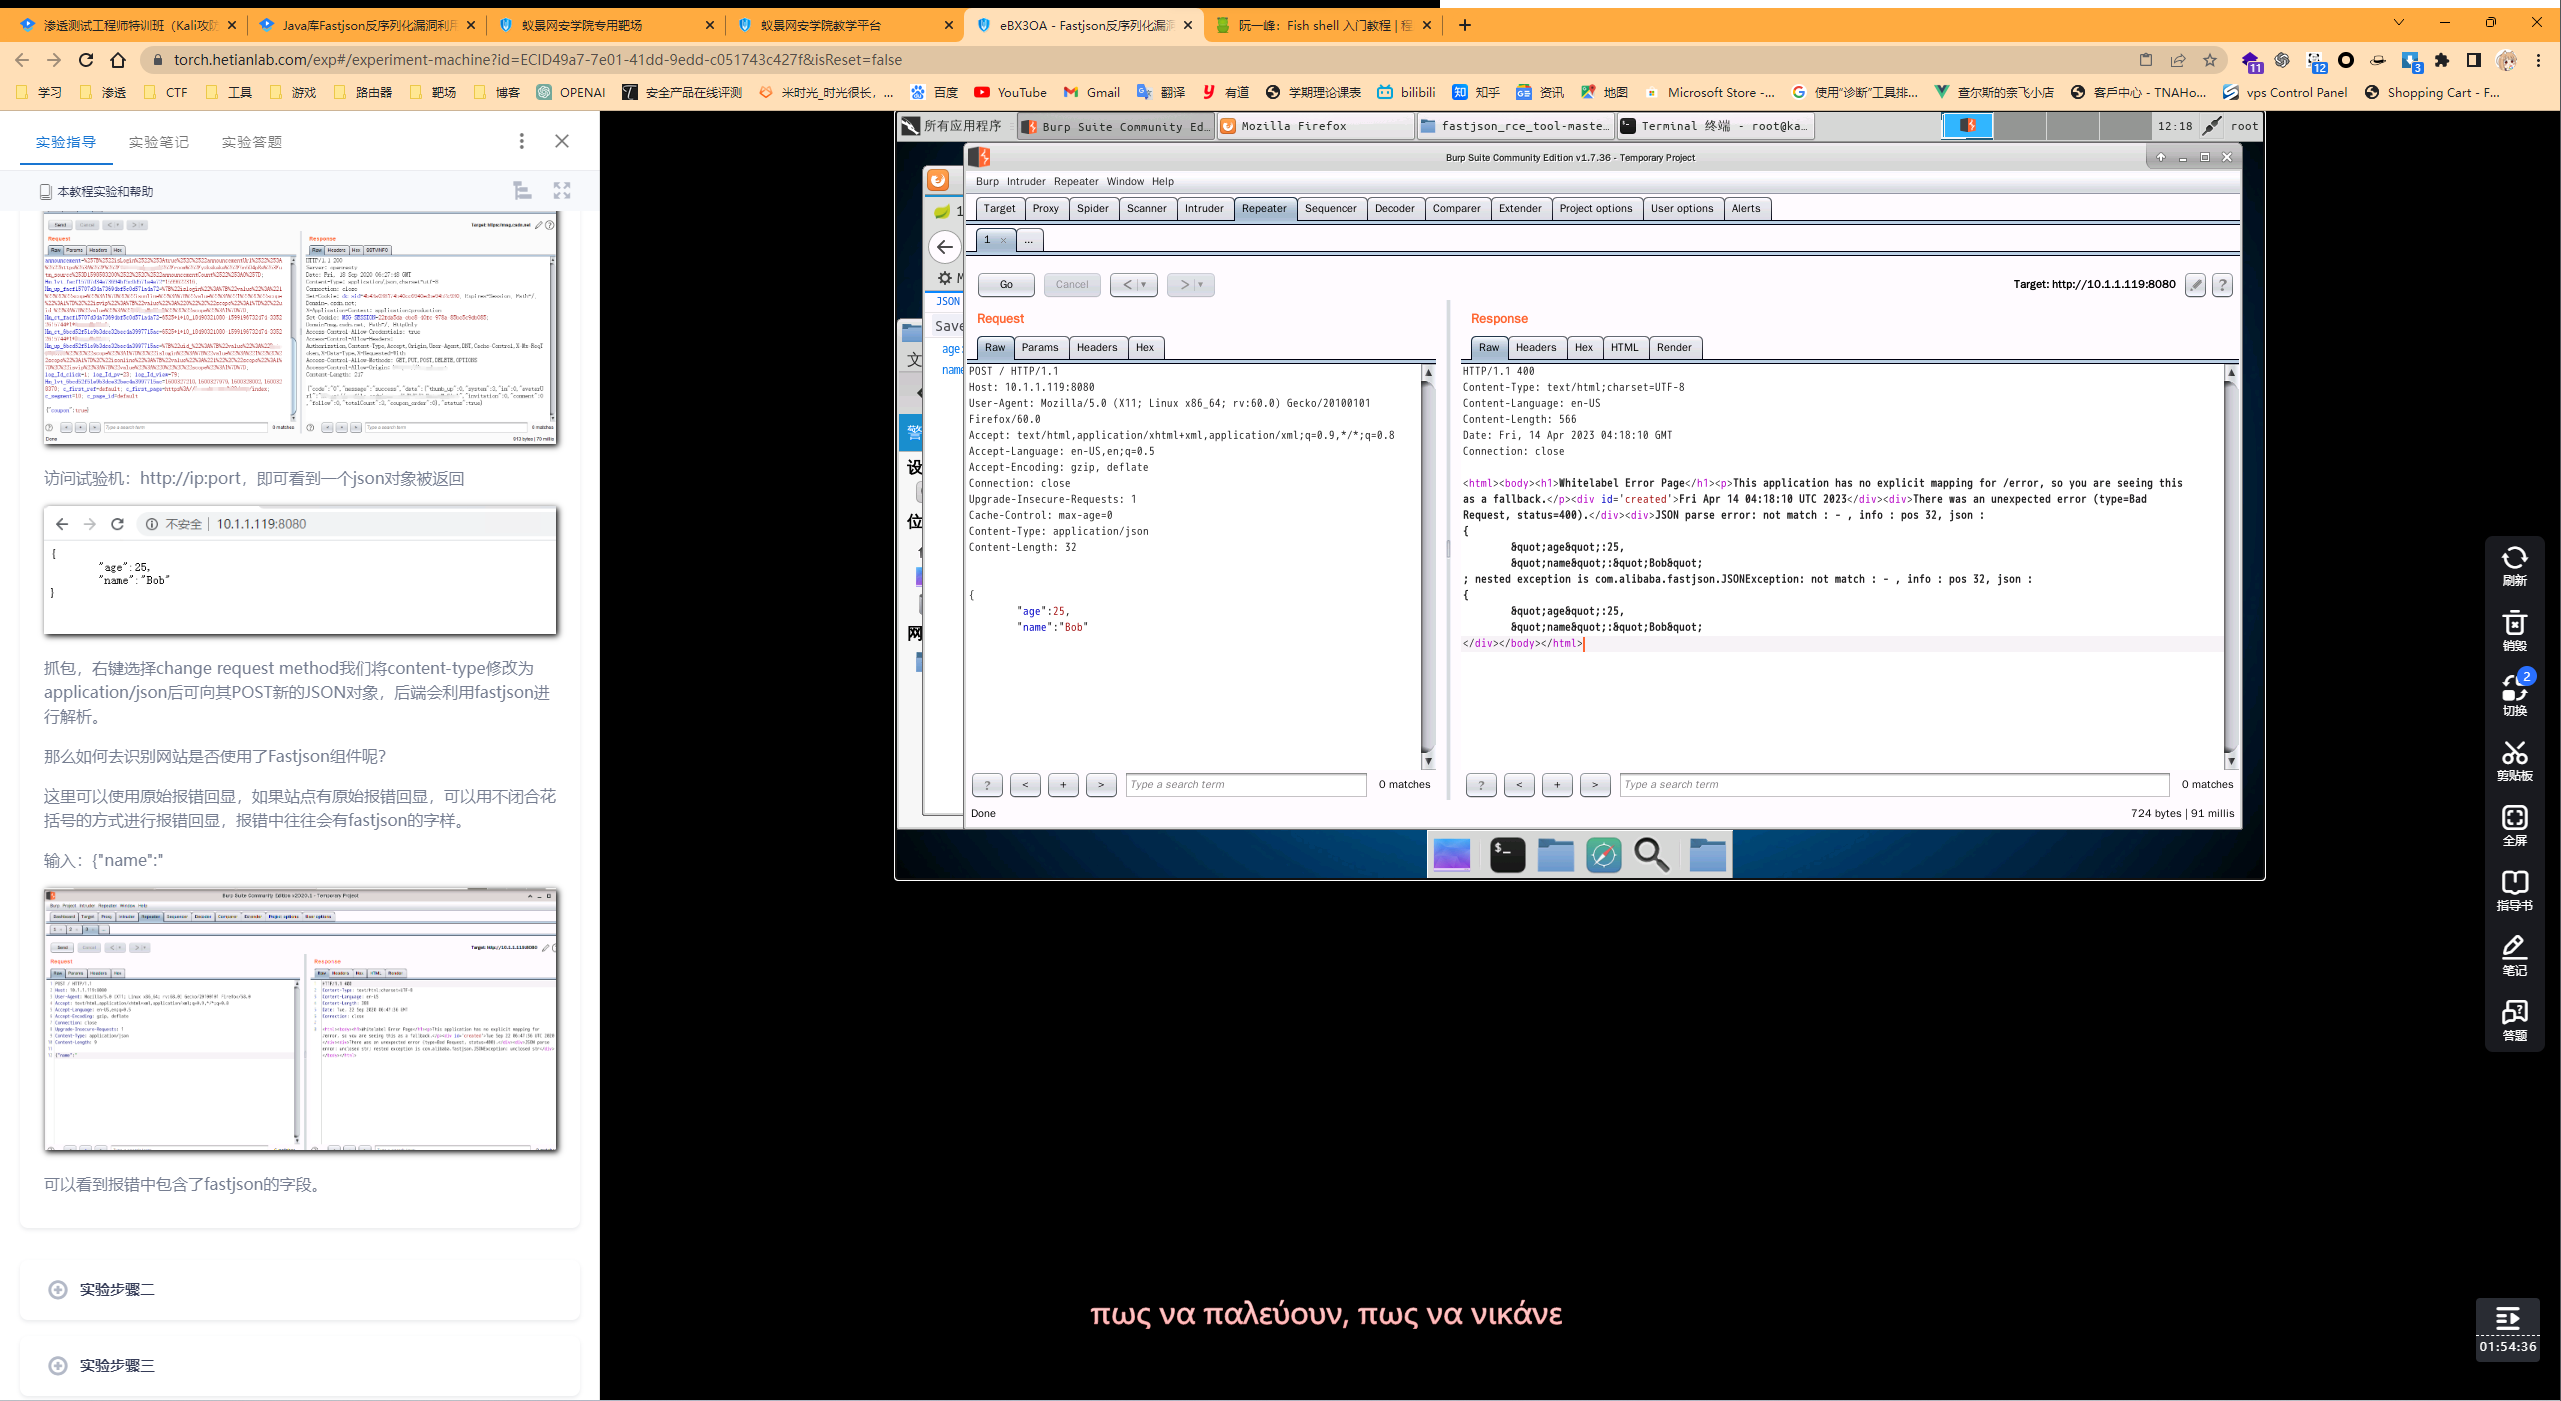 渗透测试工程师特训班（Kali攻防
Java库Fastjson反序列化漏洞利用
蚁景网安学院专用靶场
蚁景网安学院教学平台
eBX3OA - Fastjson反序列化漏洞
阮一峰：Fish shell 入门教程 | 程
torch.hetianlab.com/exp#/experiment-machine?id=ECID49a7-7e01-41dd-9edd-c051743c427f&isReset=false
学习 渗透 CTF 工具 游戏 路由器 靶场 博客 OPENAI 安全产品在线评测 米时光_时光很长，... 百度 YouTube Gmail 翻译 有道 学期理论课表 bilibili 知乎 资讯 地图 Microsoft Store -... 使用“诊断”工具排... 查尔斯的奈飞小店 客戶中心 - TNAHo... vps Control Panel Shopping Cart - F...
实验指导 实验笔记 实验答题
本教程实验和帮助
访问试验机：http://ip:port，即可看到一个json对象被返回
不安全 | 10.1.1.119:8080
{
"age":25,
"name":"Bob"
}
抓包，右键选择change request method我们将content-type修改为
application/json后可向其POST新的JSON对象，后端会利用fastjson进
行解析。
那么如何去识别网站是否使用了Fastjson组件呢？
这里可以使用原始报错回显，如果站点有原始报错回显，可以用不闭合花
括号的方式进行报错回显，报错中往往会有fastjson的字样。
输入：{"name":"
可以看到报错中包含了fastjson的字段。
实验步骤二
实验步骤三
所有应用程序 Burp Suite Community Ed... Mozilla Firefox fastjson_rce_tool-maste... Terminal 终端 - root@ka... 12:18 root
Burp Suite Community Edition v1.7.36 - Temporary Project
Burp Intruder Repeater Window Help
Target Proxy Spider Scanner Intruder Repeater Sequencer Decoder Comparer Extender Project options User options Alerts
1 × ...
Go Cancel < >
Target: http://10.1.1.119:8080
JSON
Save
age:
name
Request
Raw Params Headers Hex
POST / HTTP/1.1
Host: 10.1.1.119:8080
User-Agent: Mozilla/5.0 (X11; Linux x86_64; rv:60.0) Gecko/20100101
Firefox/60.0
Accept: text/html,application/xhtml+xml,application/xml;q=0.9,*/*;q=0.8
Accept-Language: en-US,en;q=0.5
Accept-Encoding: gzip, deflate
Connection: close
Upgrade-Insecure-Requests: 1
Cache-Control: max-age=0
Content-Type: application/json
Content-Length: 32
{
"age":25,
"name":"Bob"
Type a search term 0 matches
Done
Response
Raw Headers Hex HTML Render
HTTP/1.1 400
Content-Type: text/html;charset=UTF-8
Content-Language: en-US
Content-Length: 566
Date: Fri, 14 Apr 2023 04:18:10 GMT
Connection: close
<html><body><h1>Whitelabel Error Page</h1><p>This application has no explicit mapping for /error, so you are seeing this
as a fallback.</p><div id='created'>Fri Apr 14 04:18:10 UTC 2023</div><div>There was an unexpected error (type=Bad
Request, status=400).</div><div>JSON parse error: not match : - , info : pos 32, json :
{
&quot;age&quot;:25,
&quot;name&quot;:&quot;Bob&quot;
; nested exception is com.alibaba.fastjson.JSONException: not match : - , info : pos 32, json :
{
&quot;age&quot;:25,
&quot;name&quot;:&quot;Bob&quot;
</div></body></html>
Type a search term 0 matches
724 bytes | 91 millis
刷新
销毁
2
切换
剪贴板
全屏
指导书
笔记
答题
πως να παλεύουν, πως να νικάνε
01:54:36